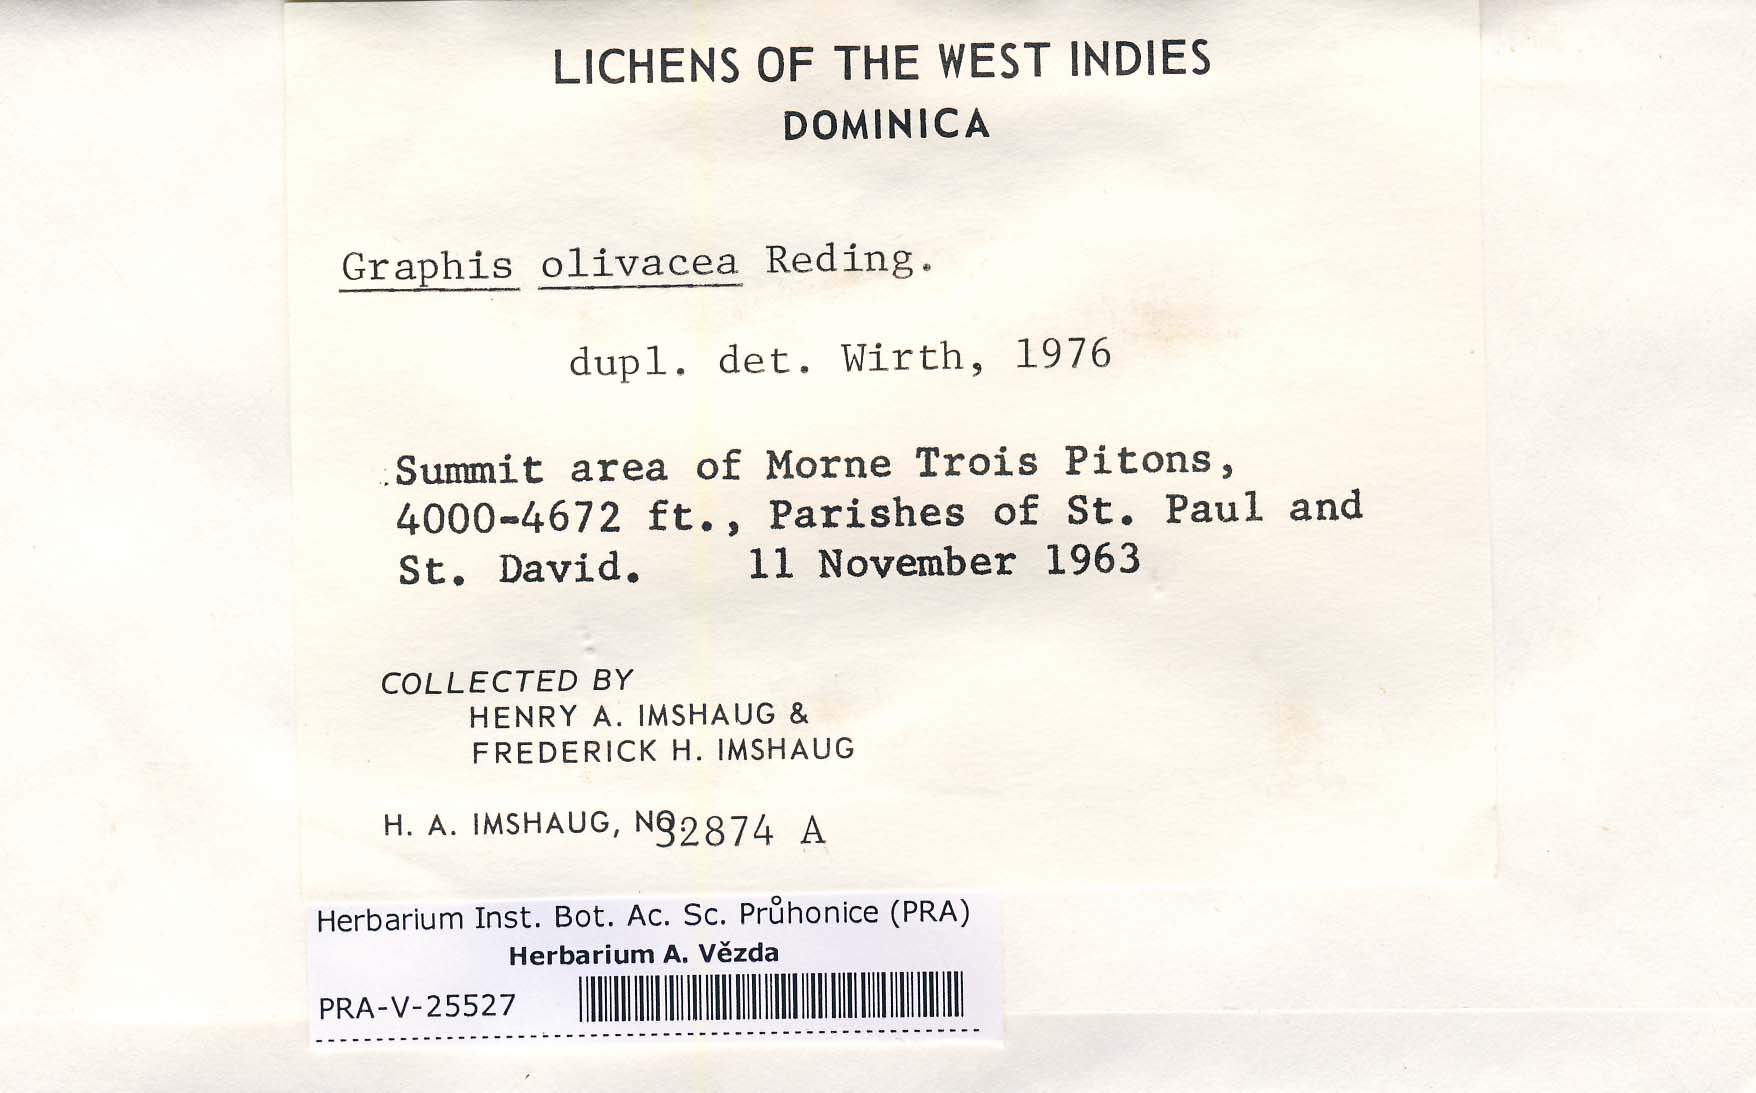 LICHENS OF THE WEST INDIES
DOMINICA
Graphis olivacea Reding.
dupl. det. Wirth, 1976
Summit area of Morne Trois Pitons,
4000-4672 ft., Parishes of St. Paul and
St. David. 11 November 1963
COLLECTED BY
HENRY A. IMSHAUG &
FREDERICK H. IMSHAUG
H. A. IMSHAUG, Nº 32874 A
Herbarium Inst. Bot. Ac. Sc. Průhonice (PRA)
Herbarium A. Vězda
PRA-V-25527